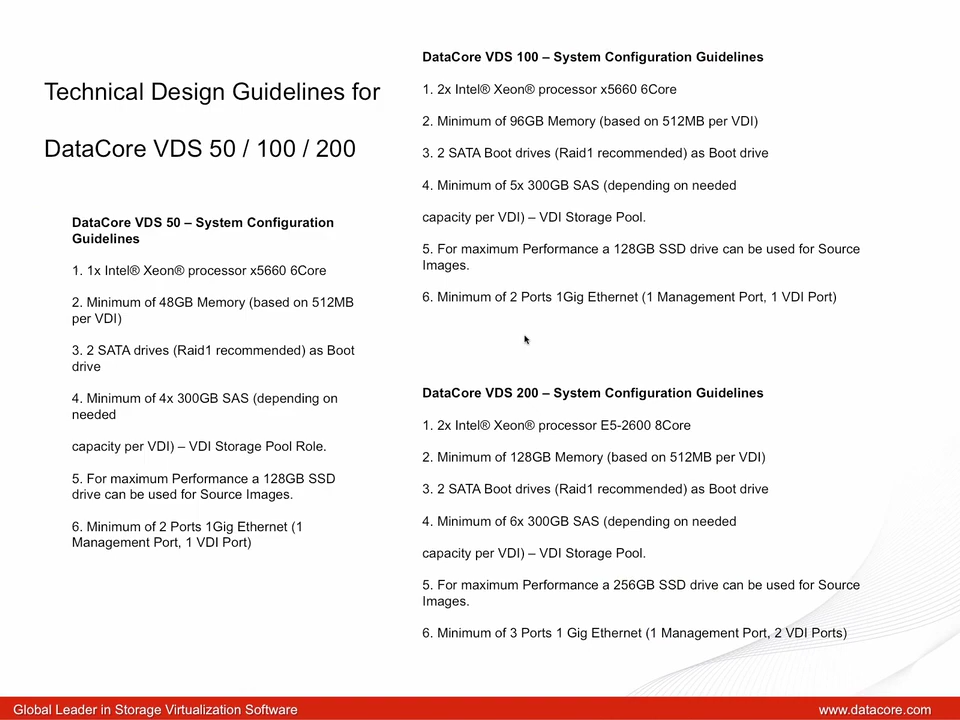 Technical Design Guidelines for
DataCore VDS 50 / 100 / 200
DataCore VDS 50 – System Configuration
Guidelines
1. 1x Intel® Xeon® processor x5660 6Core
2. Minimum of 48GB Memory (based on 512MB
per VDI)
3. 2 SATA drives (Raid1 recommended) as Boot
drive
4. Minimum of 4x 300GB SAS (depending on
needed
capacity per VDI) – VDI Storage Pool Role.
5. For maximum Performance a 128GB SSD
drive can be used for Source Images.
6. Minimum of 2 Ports 1Gig Ethernet (1
Management Port, 1 VDI Port)
DataCore VDS 100 – System Configuration Guidelines
1. 2x Intel® Xeon® processor x5660 6Core
2. Minimum of 96GB Memory (based on 512MB per VDI)
3. 2 SATA Boot drives (Raid1 recommended) as Boot drive
4. Minimum of 5x 300GB SAS (depending on needed
capacity per VDI) – VDI Storage Pool.
5. For maximum Performance a 128GB SSD drive can be used for Source
Images.
6. Minimum of 2 Ports 1Gig Ethernet (1 Management Port, 1 VDI Port)
DataCore VDS 200 – System Configuration Guidelines
1. 2x Intel® Xeon® processor E5-2600 8Core
2. Minimum of 128GB Memory (based on 512MB per VDI)
3. 2 SATA Boot drives (Raid1 recommended) as Boot drive
4. Minimum of 6x 300GB SAS (depending on needed
capacity per VDI) – VDI Storage Pool.
5. For maximum Performance a 256GB SSD drive can be used for Source
Images.
6. Minimum of 3 Ports 1 Gig Ethernet (1 Management Port, 2 VDI Ports)
Global Leader in Storage Virtualization Software
www.datacore.com